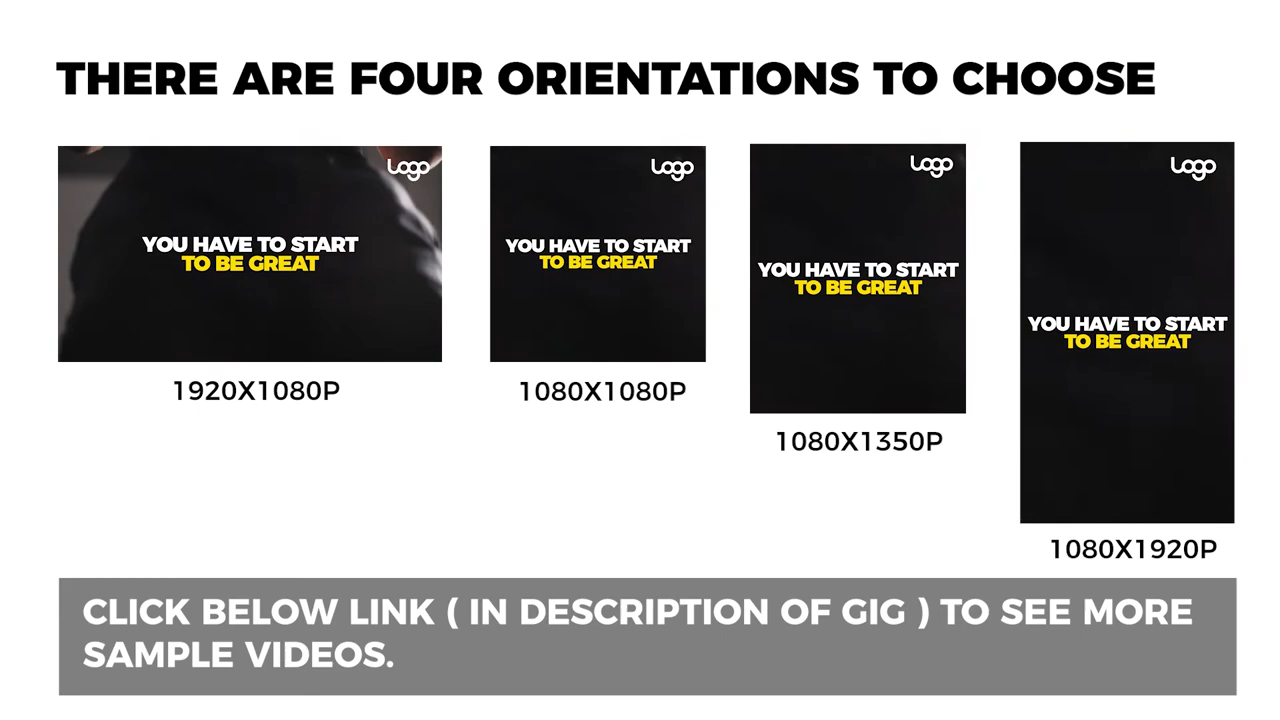 THERE ARE FOUR ORIENTATIONS TO CHOOSE
Logo
YOU HAVE TO START
TO BE GREAT
1920X1080P
Logo
YOU HAVE TO START
TO BE GREAT
1080X1080P
Logo
YOU HAVE TO START
TO BE GREAT
1080X1350P
Logo
YOU HAVE TO START
TO BE GREAT
1080X1920P
CLICK BELOW LINK ( IN DESCRIPTION OF GIG ) TO SEE MORE
SAMPLE VIDEOS.